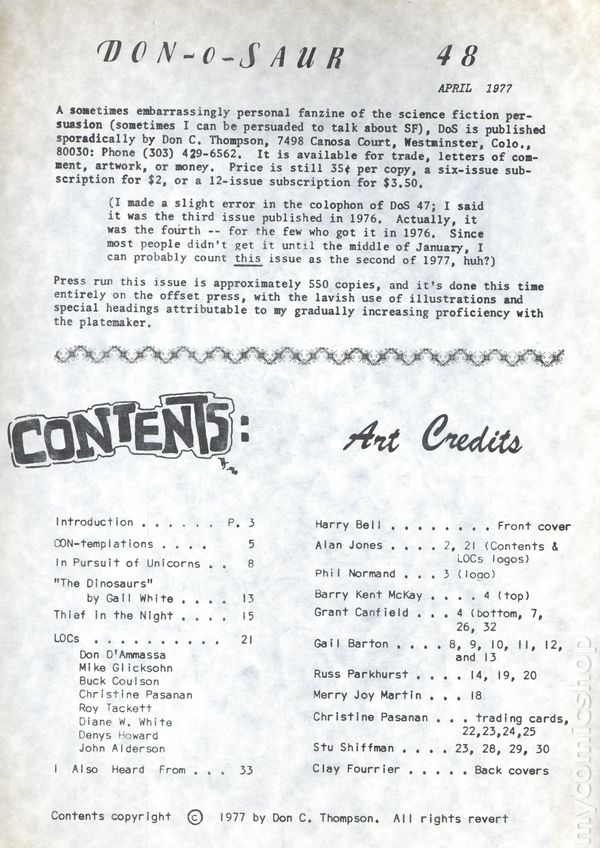 DON-O-SAUR 48
APRIL 1977
A sometimes embarrassingly personal fanzine of the science fiction per-
suasion (sometimes I can be persuaded to talk about SF), DoS is published
sporadically by Don C. Thompson, 7498 Canosa Court, Westminster, Colo.,
80030: Phone (303) 429-6562. It is available for trade, letters of com-
ment, artwork, or money. Price is still 35¢ per copy, a six-issue sub-
scription for $2, or a 12-issue subscription for $3.50.
(I made a slight error in the colophon of DoS 47; I said
it was the third issue published in 1976. Actually, it
was the fourth -- for the few who got it in 1976. Since
most people didn't get it until the middle of January, I
can probably count this issue as the second of 1977, huh?)
Press run this issue is approximately 550 copies, and it's done this time
entirely on the offset press, with the lavish use of illustrations and
special headings attributable to my gradually increasing proficiency with
the platemaker.
CONTENTS:
Introduction . . . . . . P. 3
CON-templations . . . . 5
In Pursuit of Unicorns . . 8
"The Dinosaurs"
by Gail White . . . . 13
Thief in the Night . . . . 15
LOCs . . . . . . . . . . 21
Don D'Ammassa
Mike Glicksohn
Buck Coulson
Christine Pasanan
Roy Tackett
Diane W. White
Denys Howard
John Alderson
I Also Heard From . . . 33
Art Credits
Harry Bell . . . . . . . . Front cover
Alan Jones . . . . 2, 21 (Contents &
LOCs logos)
Phil Normand . . . 3 (logo)
Barry Kent McKay . . . . 4 (top)
Grant Canfield . . . 4 (bottom, 7,
26, 32
Gail Barton . . . . 8, 9, 10, 11, 12,
and 13
Russ Parkhurst . . . . 14, 19, 20
Merry Joy Martin . . . 18
Christine Pasanan . . . trading cards,
22,23,24,25
Stu Shiffman . . . . 23, 28, 29, 30
Clay Fourrier . . . . . Back covers
Contents copyright © 1977 by Don C. Thompson. All rights revert
mycomicshop